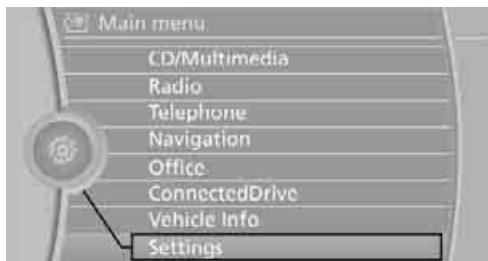 Main menu
CD/Multimedia
Radio
Telephone
Navigation
Office
ConnectedDrive
Vehicle Info
Settings